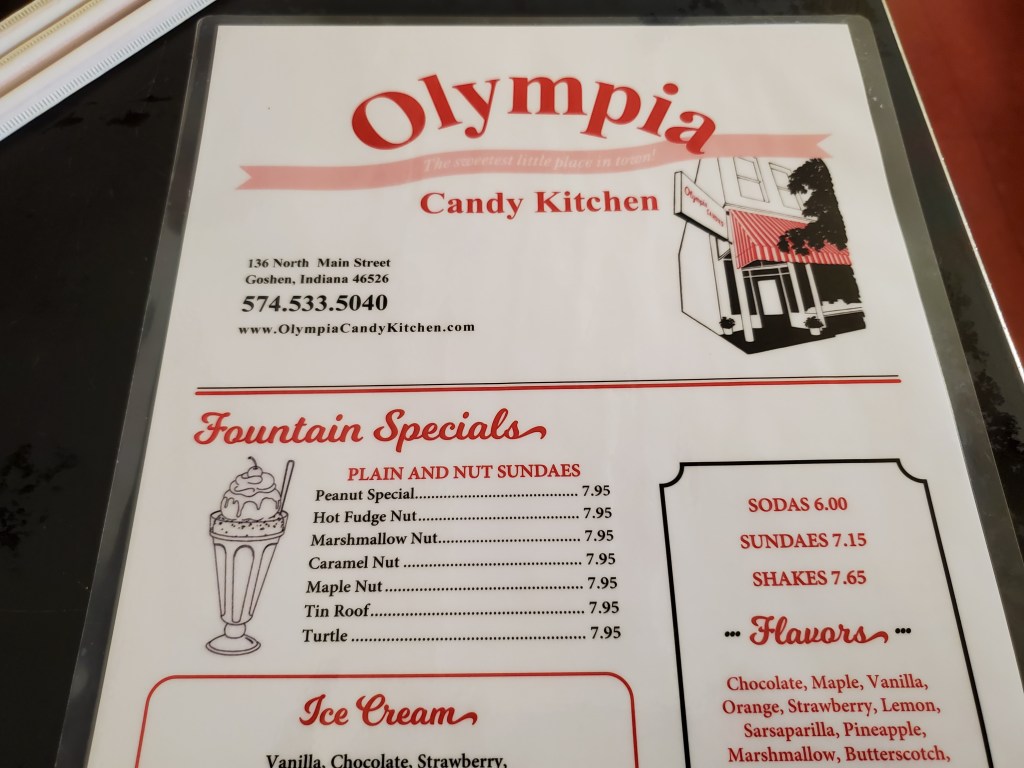 Olympia
The sweetest little place in town!
Candy Kitchen
Olympia
136 North Main Street
Goshen, Indiana 46526
574.533.5040
www.OlympiaCandyKitchen.com
Fountain Specials
PLAIN AND NUT SUNDAES
Peanut Special.......................................... 7.95
Hot Fudge Nut.......................................... 7.95
Marshmallow Nut..................................... 7.95
Caramel Nut ............................................. 7.95
Maple Nut ................................................. 7.95
Tin Roof..................................................... 7.95
Turtle ......................................................... 7.95
Ice Cream
Vanilla, Chocolate, Strawberry,
SODAS 6.00
SUNDAES 7.15
SHAKES 7.65
••• Flavors •••
Chocolate, Maple, Vanilla,
Orange, Strawberry, Lemon,
Sarsaparilla, Pineapple,
Marshmallow, Butterscotch,